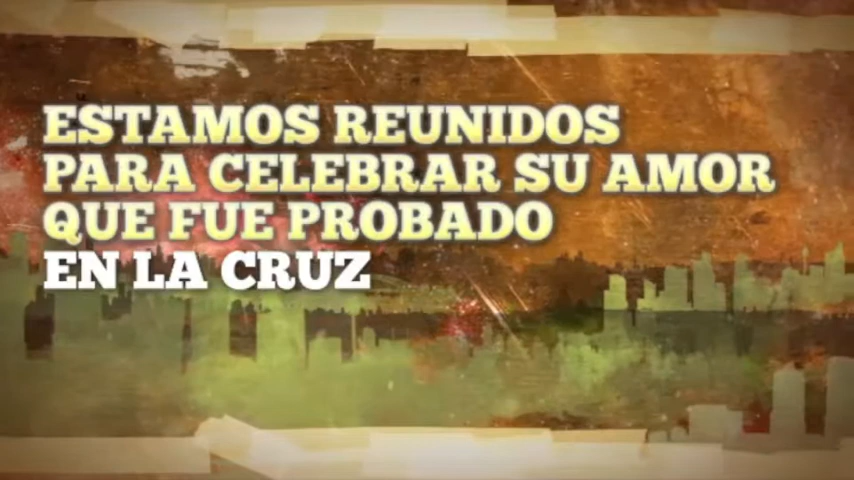 ESTAMOS REUNIDOS
PARA CELEBRAR SU AMOR
QUE FUE PROBADO
EN LA CRUZ